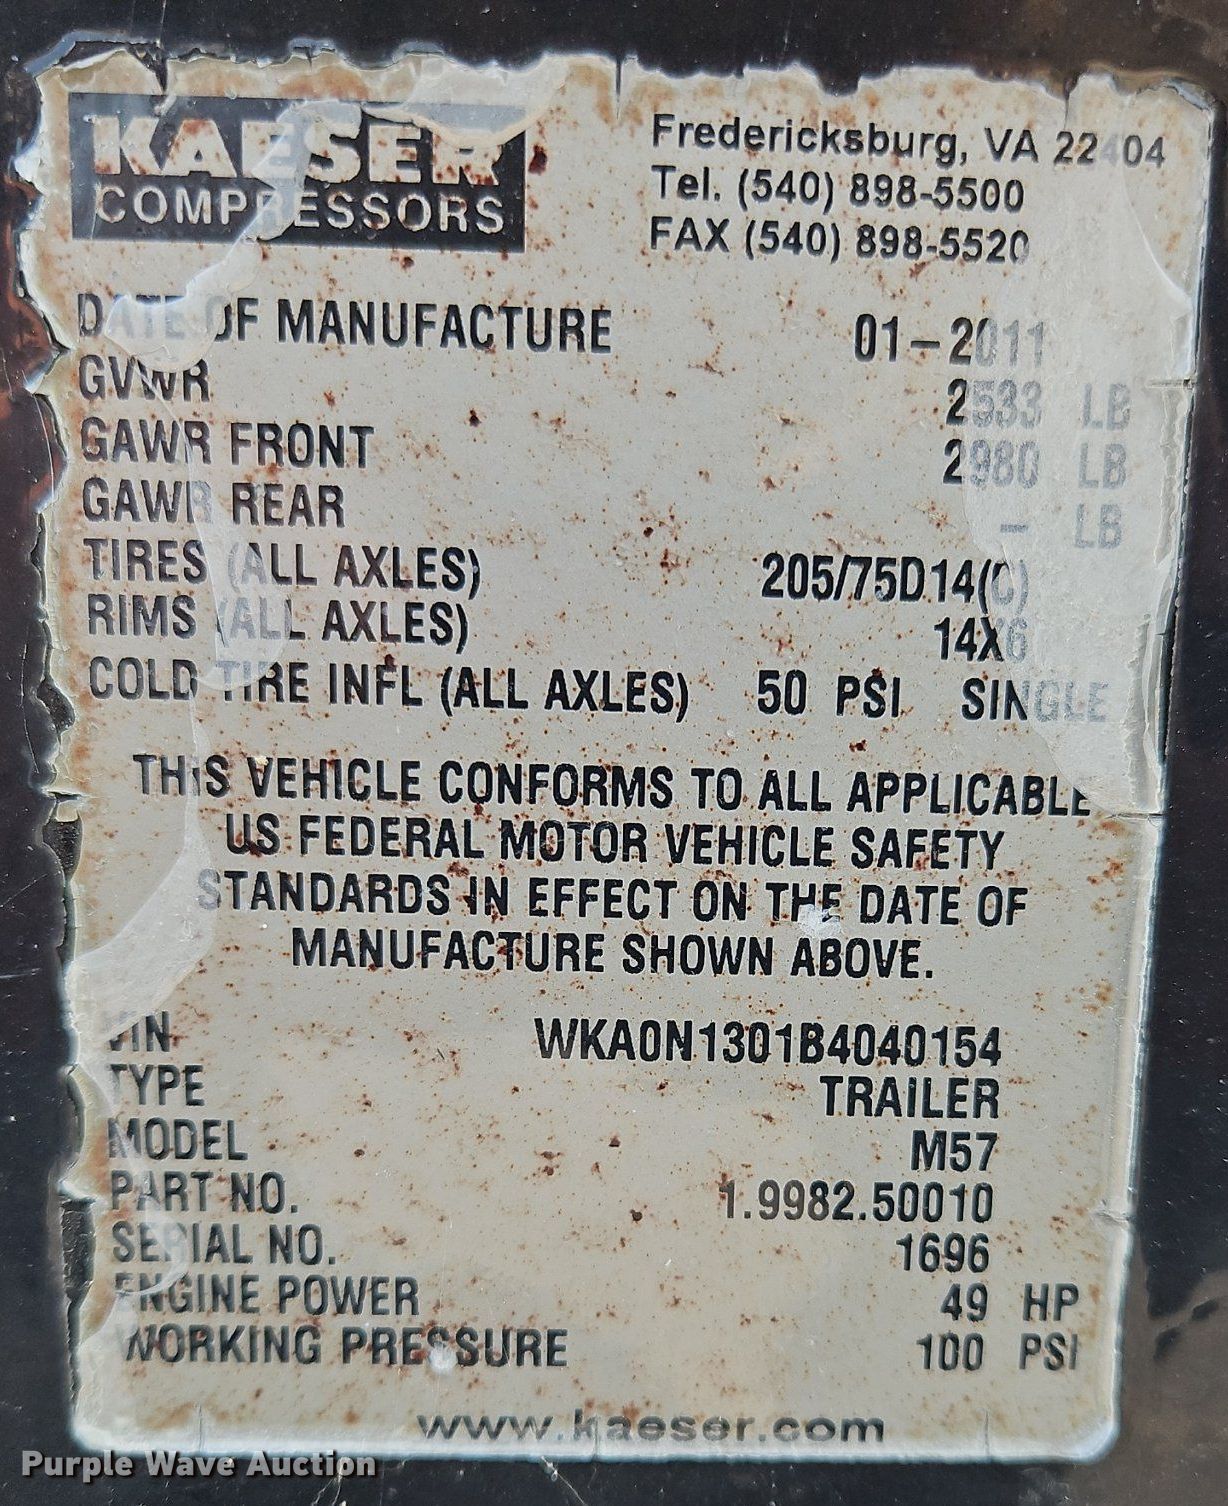 KAESER
COMPRESSORS
Fredericksburg, VA 22404
Tel. (540) 898-5500
FAX (540) 898-5520
DATE OF MANUFACTURE 01-2011
GVWR 2533 LB
GAWR FRONT 2980 LB
GAWR REAR - LB
TIRES (ALL AXLES) 205/75D14(C)
RIMS (ALL AXLES) 14X6
COLD TIRE INFL (ALL AXLES) 50 PSI SINGLE
THIS VEHICLE CONFORMS TO ALL APPLICABLE
US FEDERAL MOTOR VEHICLE SAFETY
STANDARDS IN EFFECT ON THE DATE OF
MANUFACTURE SHOWN ABOVE.
VIN WKA0N1301B4040154
TYPE TRAILER
MODEL M57
PART NO. 1.9982.50010
SERIAL NO. 1696
ENGINE POWER 49 HP
WORKING PRESSURE 100 PSI
www.kaeser.com
Purple Wave Auction